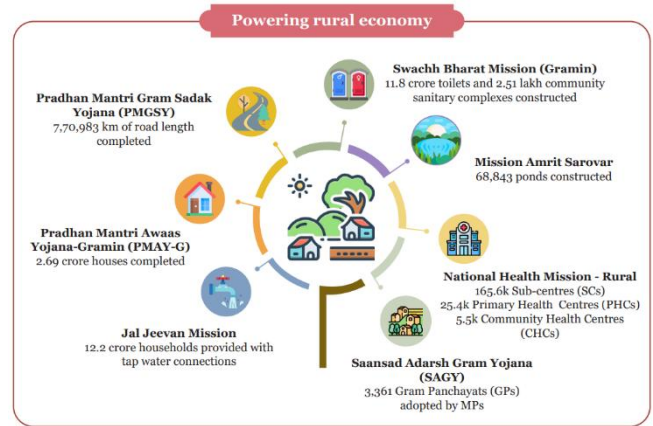 Powering rural economy
Swachh Bharat Mission (Gramin)
11.8 crore toilets and 2.51 lakh community
sanitary complexes constructed
Pradhan Mantri Gram Sadak
Yojana (PMGSY)
7,70,983 km of road length
completed
Mission Amrit Sarovar
68,843 ponds constructed
Pradhan Mantri Awaas
Yojana-Gramin (PMAY-G)
2.69 crore houses completed
National Health Mission - Rural
165.6k Sub-centres (SCs)
25.4k Primary Health Centres (PHCs)
5.5k Community Health Centres
(CHCs)
Jal Jeevan Mission
12.2 crore households provided with
tap water connections
Saansad Adarsh Gram Yojana
(SAGY)
3,361 Gram Panchayats (GPs)
adopted by MPs